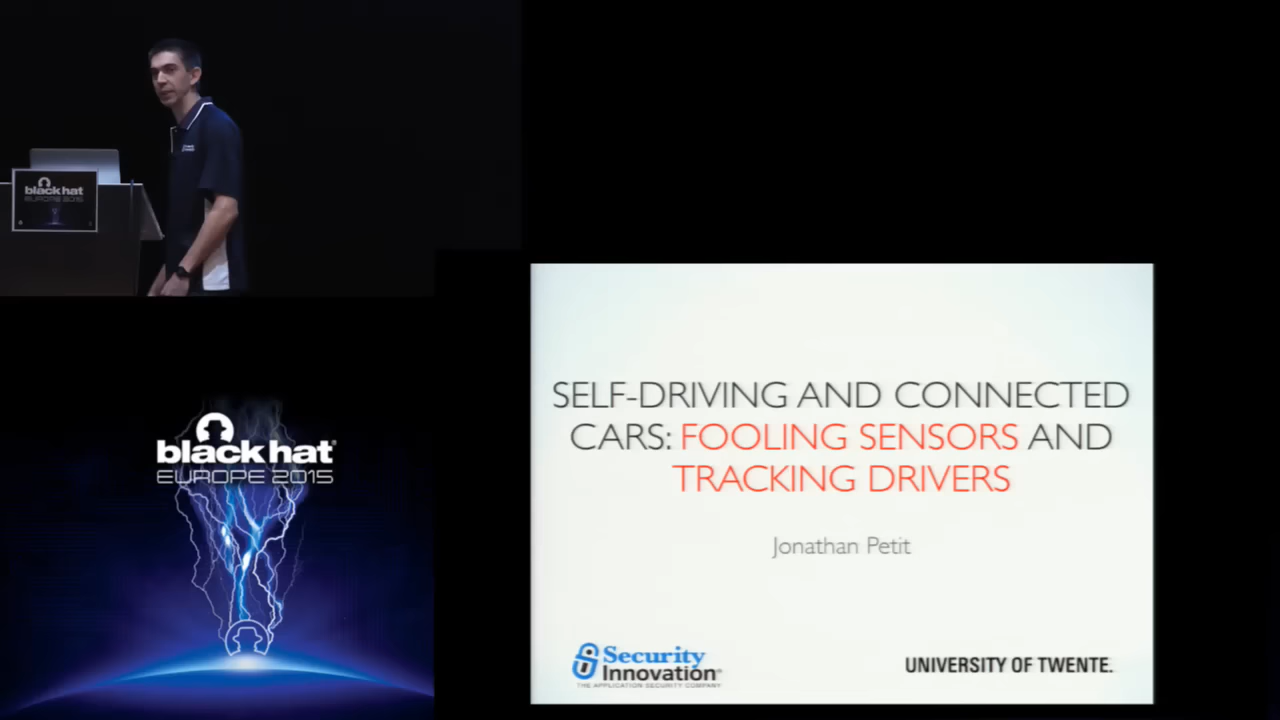 black hat
EUROPE 2015
black hat
EUROPE 2015
SELF-DRIVING AND CONNECTED
CARS: FOOLING SENSORS AND
TRACKING DRIVERS
Jonathan Petit
Security
Innovation
THE APPLICATION SECURITY COMPANY
UNIVERSITY OF TWENTE.